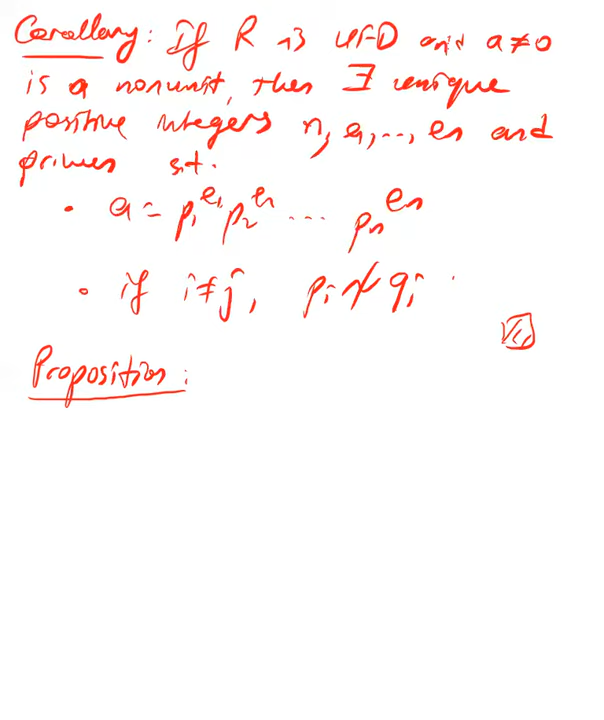 Corollary: If R is UFD and a≠0
is a nonunit, then ∃ unique
positive integers n, e₁,..., en and
primes s.t.
• a = p₁^e₁ p₂^e₂ ... pn^en
• if i≠j, pi ≁ qj.
Proposition: